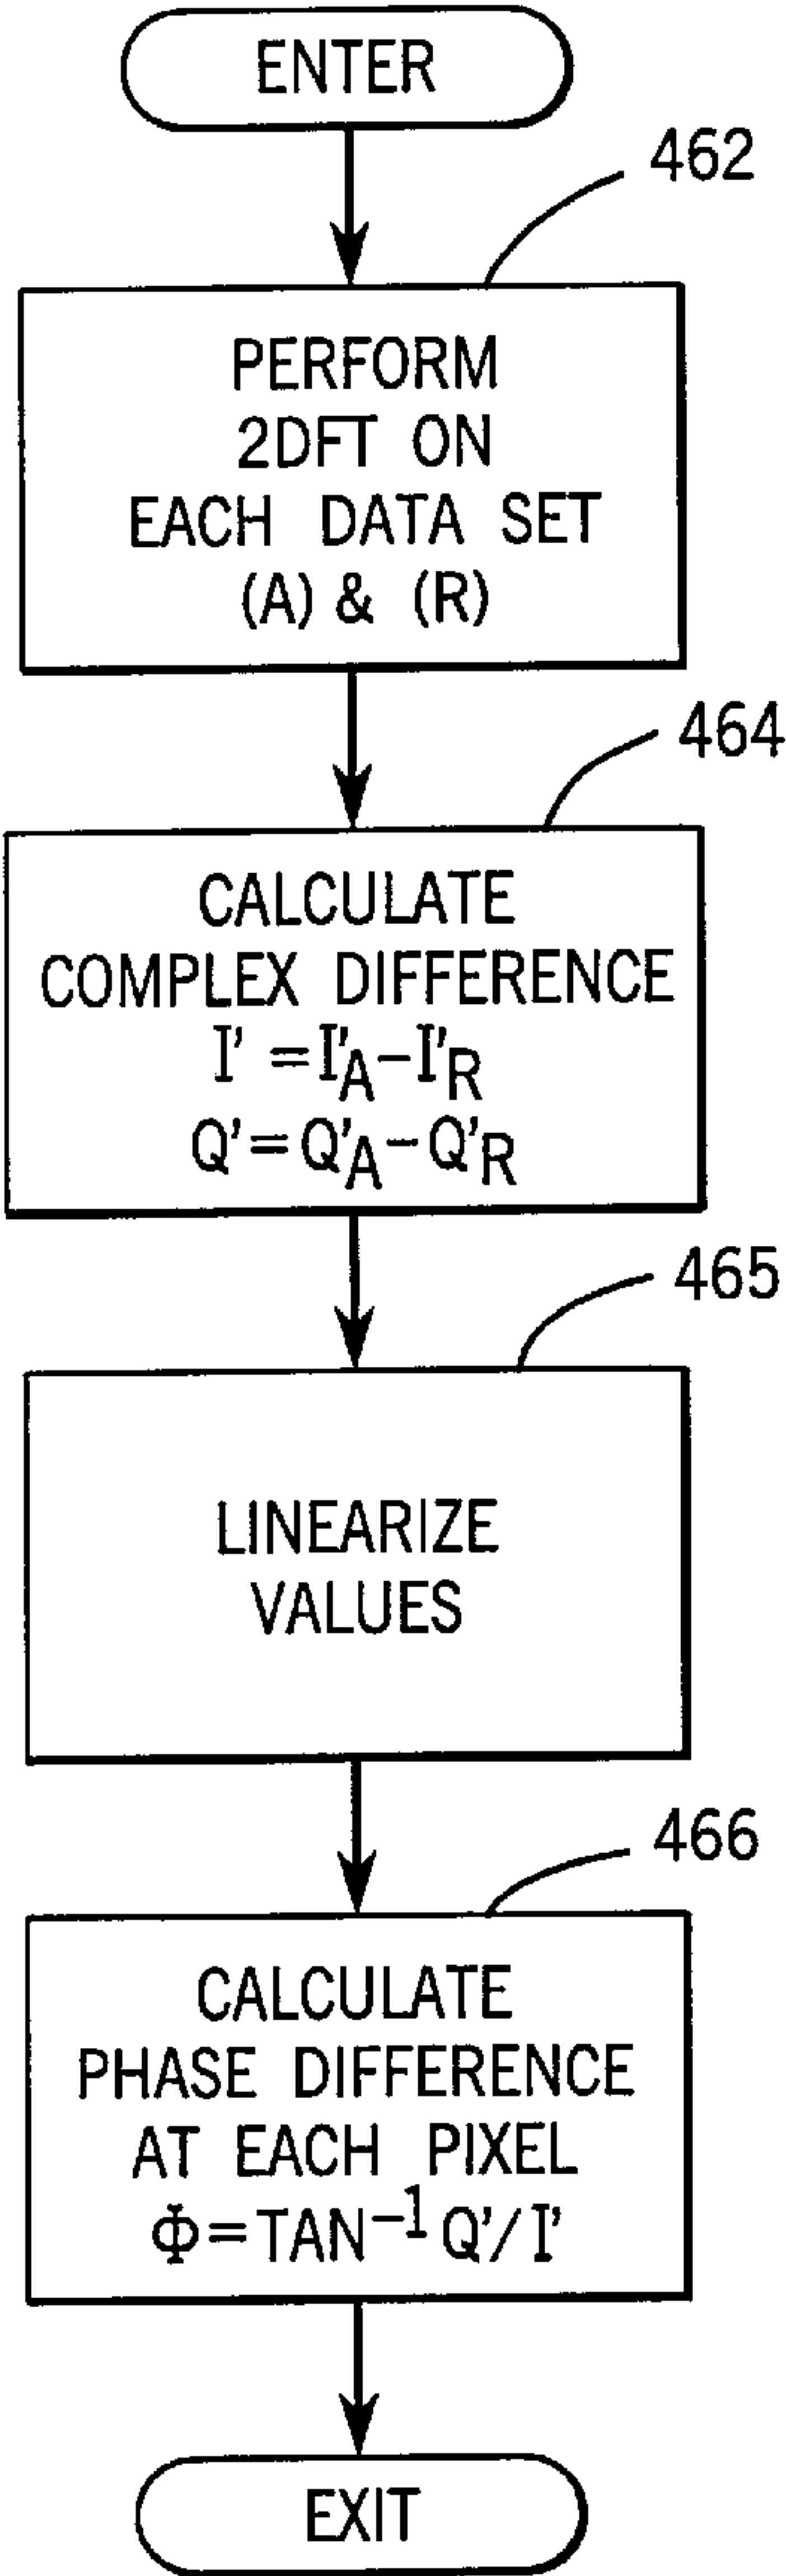 ENTER
462
PERFORM
2DFT ON
EACH DATA SET
(A) & (R)
464
CALCULATE
COMPLEX DIFFERENCE
I' = I'A - I'R
Q' = Q'A - Q'R
465
LINEARIZE
VALUES
466
CALCULATE
PHASE DIFFERENCE
AT EACH PIXEL
Φ = TAN⁻¹ Q'/I'
EXIT